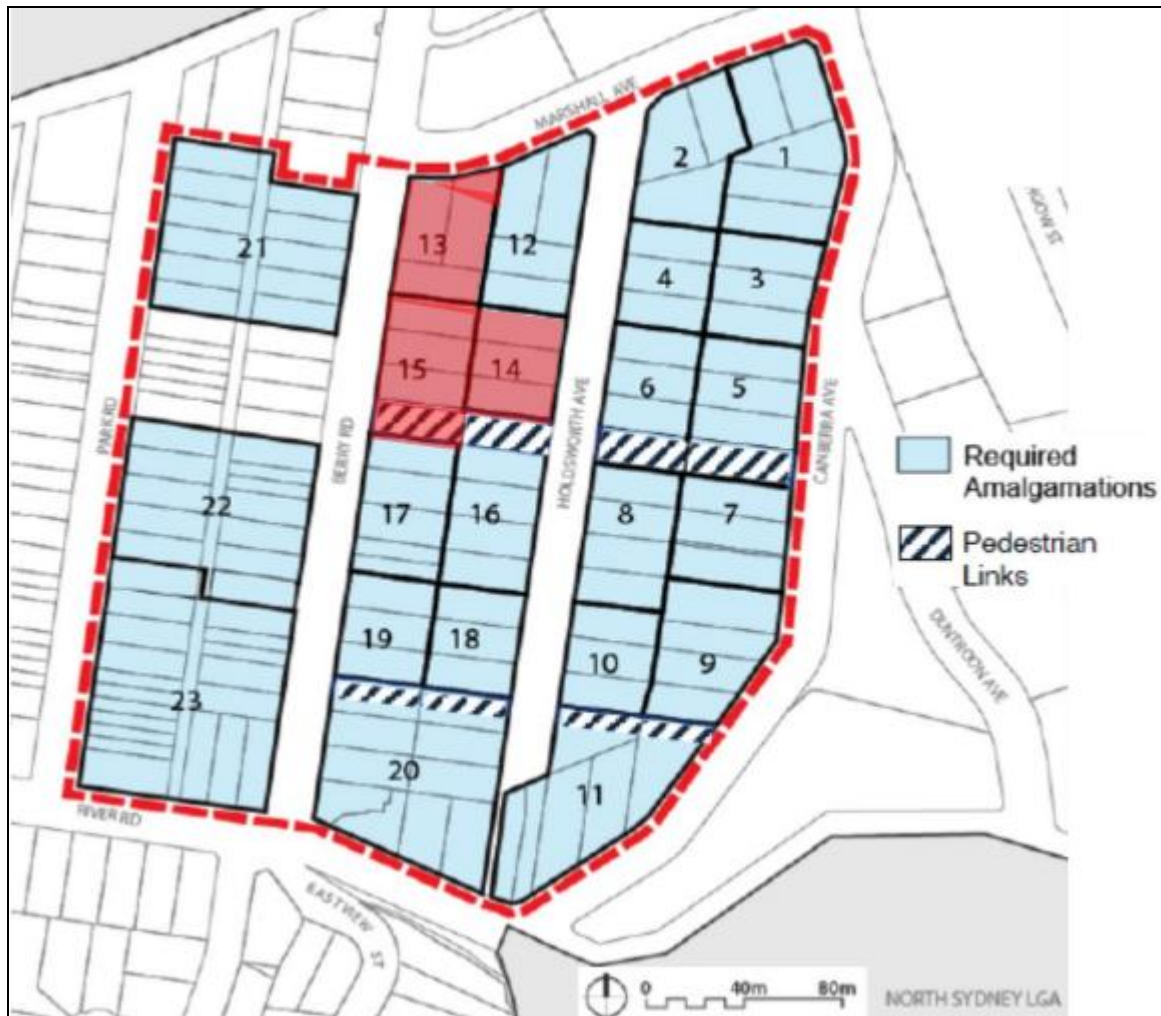 MARSHALL AVE
2
1
21
13
12
4
3
15
14
6
5
PARK RD
BERRY RD
HOLDSWORTH AVE
CANBERRA AVE
Required
Amalgamations
22
17
16
8
7
Pedestrian
Links
19
18
10
9
DUNTROON AVE
23
20
11
RIVER RD
EASTVIEW ST
0 40m 80m
NORTH SYDNEY LGA